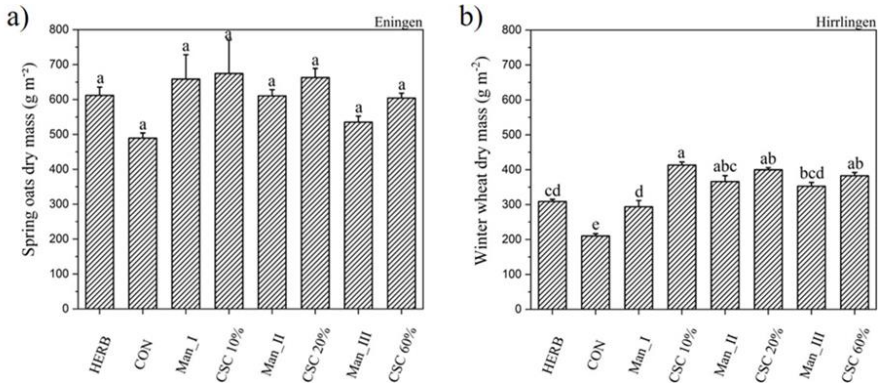 a)
Eningen
Spring oats dry mass (g m⁻²)
800
700
600
500
400
300
200
100
0
a
a
a
a
a
a
a
a
HERB
CON
Man_I
CSC 10%
Man_II
CSC 20%
Man_III
CSC 60%
b)
Hirrlingen
Winter wheat dry mass (g m⁻²)
800
700
600
500
400
300
200
100
0
cd
e
d
a
abc
ab
bcd
ab
HERB
CON
Man_I
CSC 10%
Man_II
CSC 20%
Man_III
CSC 60%